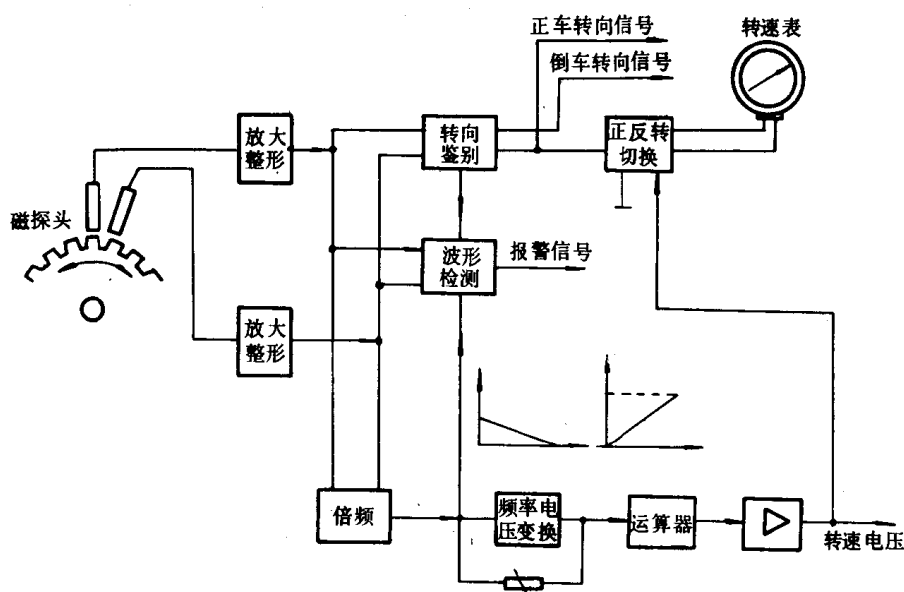 正车转向信号
倒车转向信号
转速表
放大
整形
转向
鉴别
正反转
切换
磁探头
波形
检测
报警信号
放大
整形
倍频
频率电
压变换
运算器
转速电压